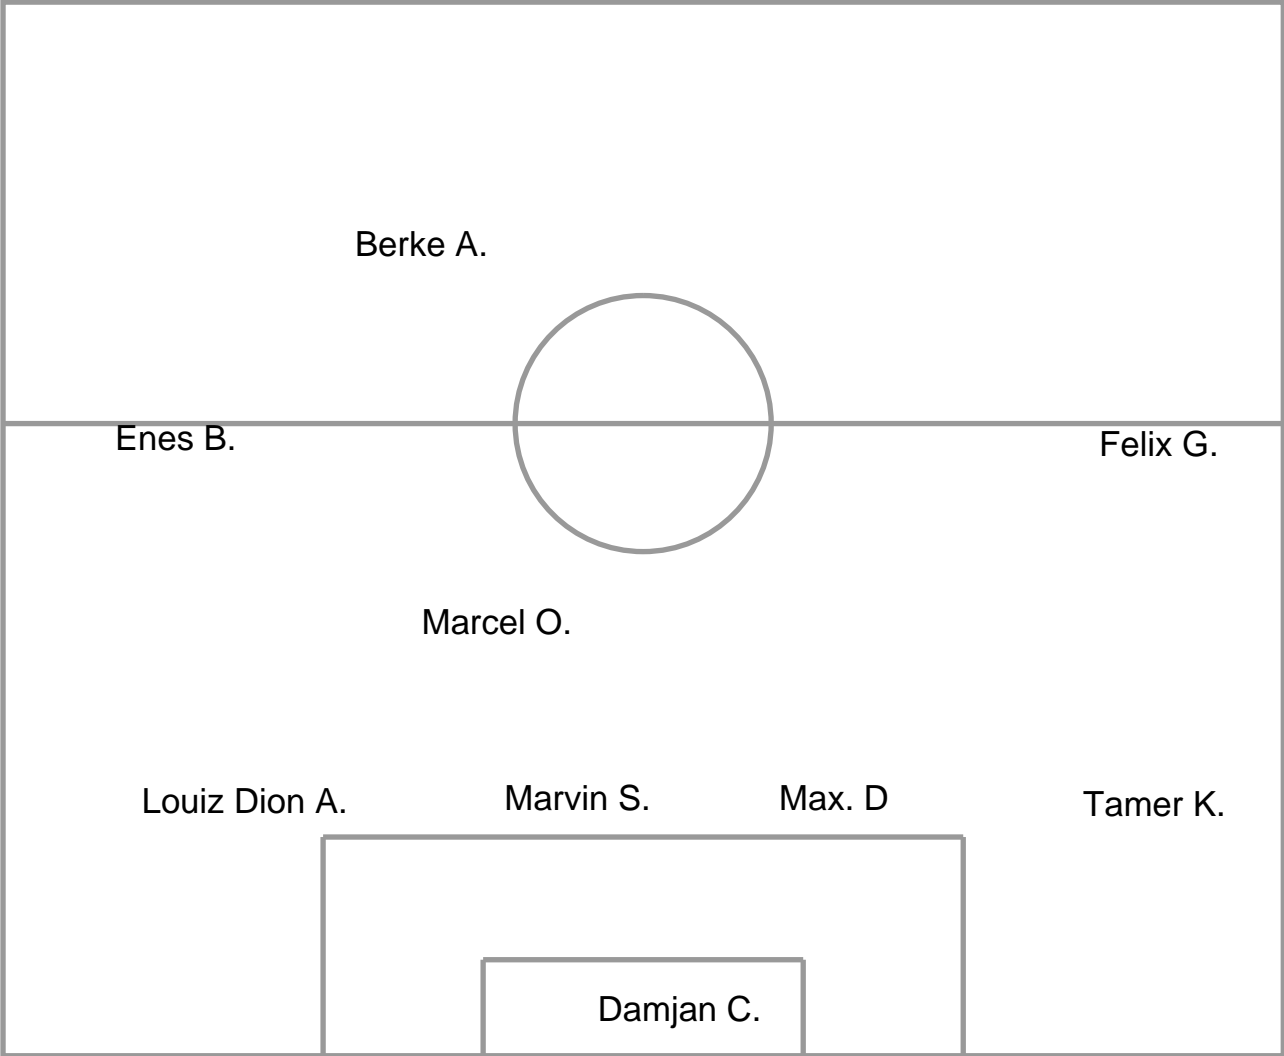 Berke A.
Enes B.
Felix G.
Marcel O.
Louiz Dion A.
Marvin S.
Max. D
Tamer K.
Damjan C.